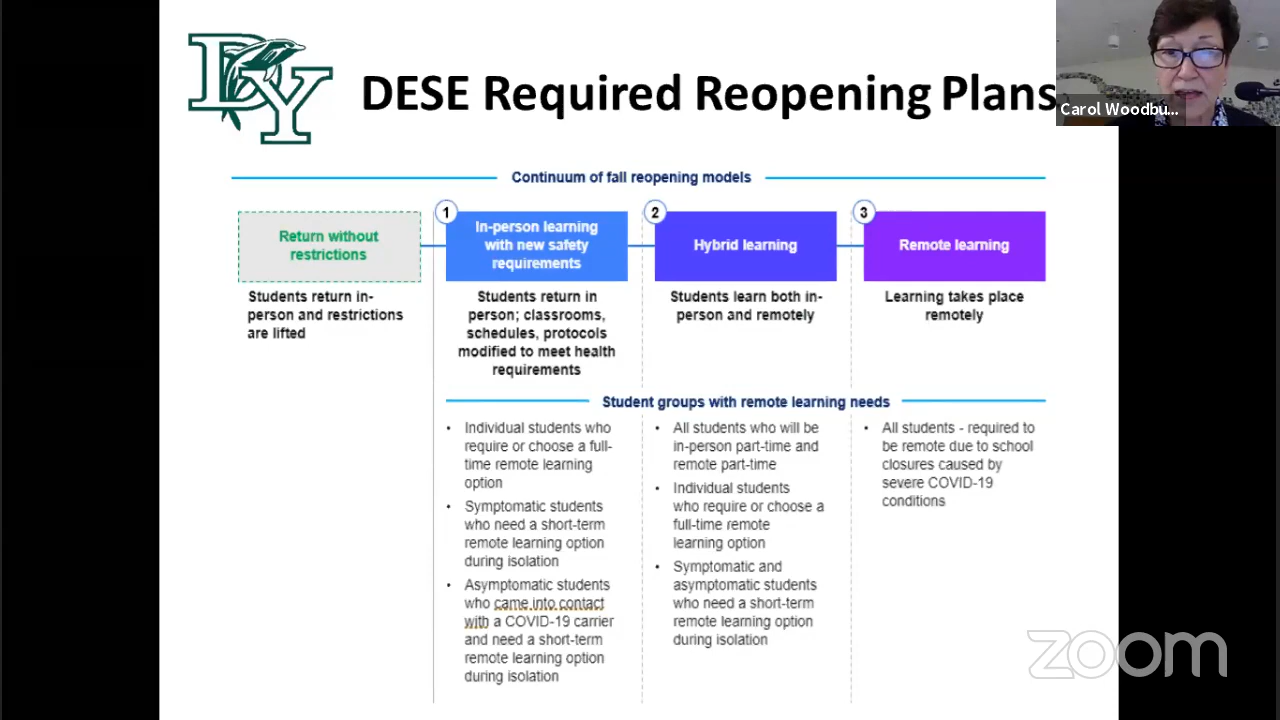 DY
DESE Required Reopening Plans
Carol Woodbu...
Continuum of fall reopening models
Return without
restrictions
Students return in-
person and restrictions
are lifted
1
In-person learning
with new safety
requirements
Students return in
person; classrooms,
schedules, protocols
modified to meet health
requirements
2
Hybrid learning
Students learn both in-
person and remotely
3
Remote learning
Learning takes place
remotely
Student groups with remote learning needs
• Individual students who
require or choose a full-
time remote learning
option
• Symptomatic students
who need a short-term
remote learning option
during isolation
• Asymptomatic students
who came into contact
with a COVID-19 carrier
and need a short-term
remote learning option
during isolation
• All students who will be
in-person part-time and
remote part-time
• Individual students
who require or choose a
full-time remote
learning option
• Symptomatic and
asymptomatic students
who need a short-term
remote learning option
during isolation
• All students - required to
be remote due to school
closures caused by
severe COVID-19
conditions
zoom